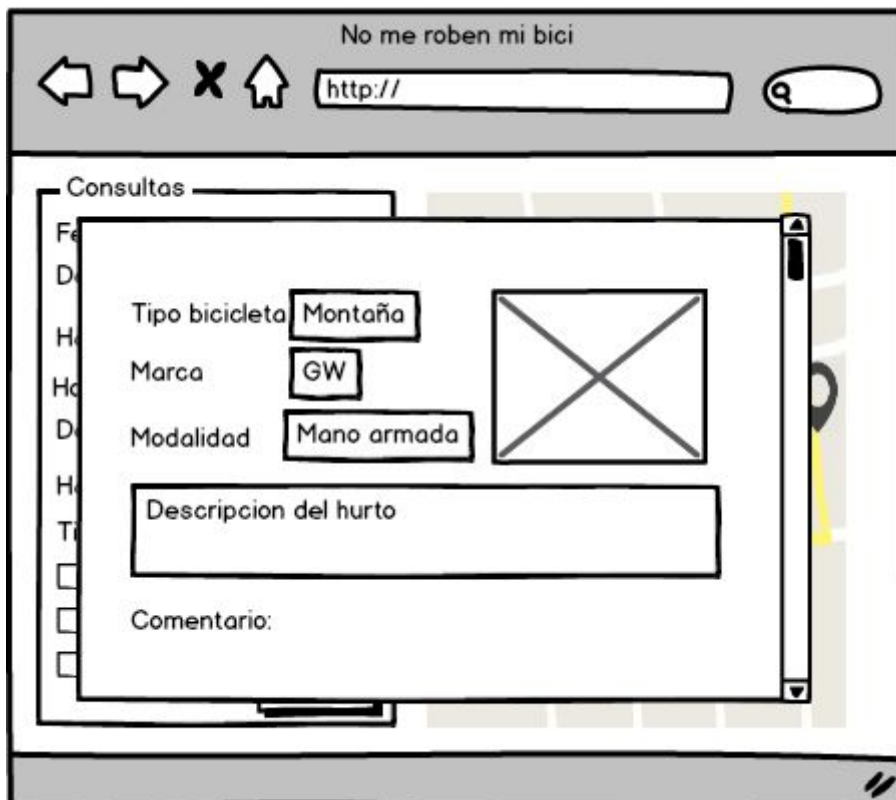 No me roben mi bici
http://
Consultas
Tipo bicicleta Montaña
Marca GW
Modalidad Mano armada
Descripcion del hurto
Comentario: